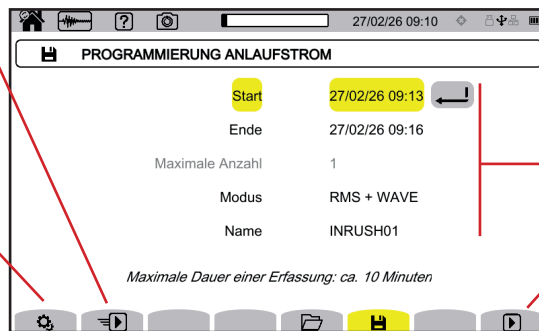 27/02/26 09:10
PROGRAMMIERUNG ANLAUFSTROM
Start 27/02/26 09:13
Ende 27/02/26 09:16
Maximale Anzahl 1
Modus RMS + WAVE
Name INRUSH01
Maximale Dauer einer Erfassung: ca. 10 Minuten